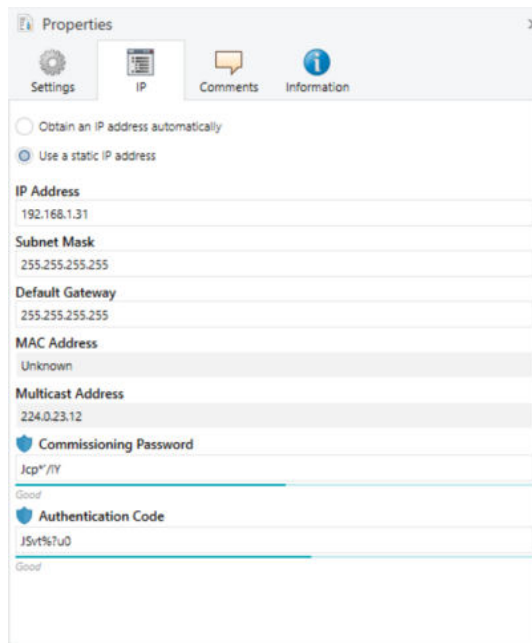 Properties
Settings IP Comments Information
Obtain an IP address automatically
Use a static IP address
IP Address
192.168.1.31
Subnet Mask
255.255.255.255
Default Gateway
255.255.255.255
MAC Address
Unknown
Multicast Address
224.0.23.12
Commissioning Password
Good
Authentication Code
JSvt%?u0
Good